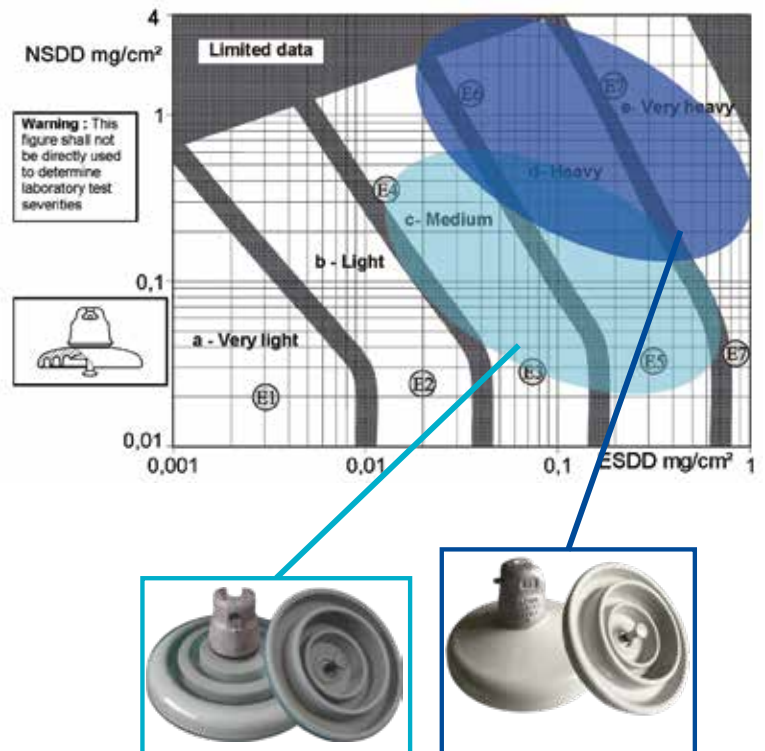 4
NSDD mg/cm²
Limited data
1
Warning : This
figure shall not
be directly used
to determine
laboratory test
severities
E6
E7
e- Very heavy
d- Heavy
E4
c- Medium
b - Light
0,1
a - Very light
E1
E2
E3
E5
E7
0,01
0,001
0,01
0,1
ESDD mg/cm²
1